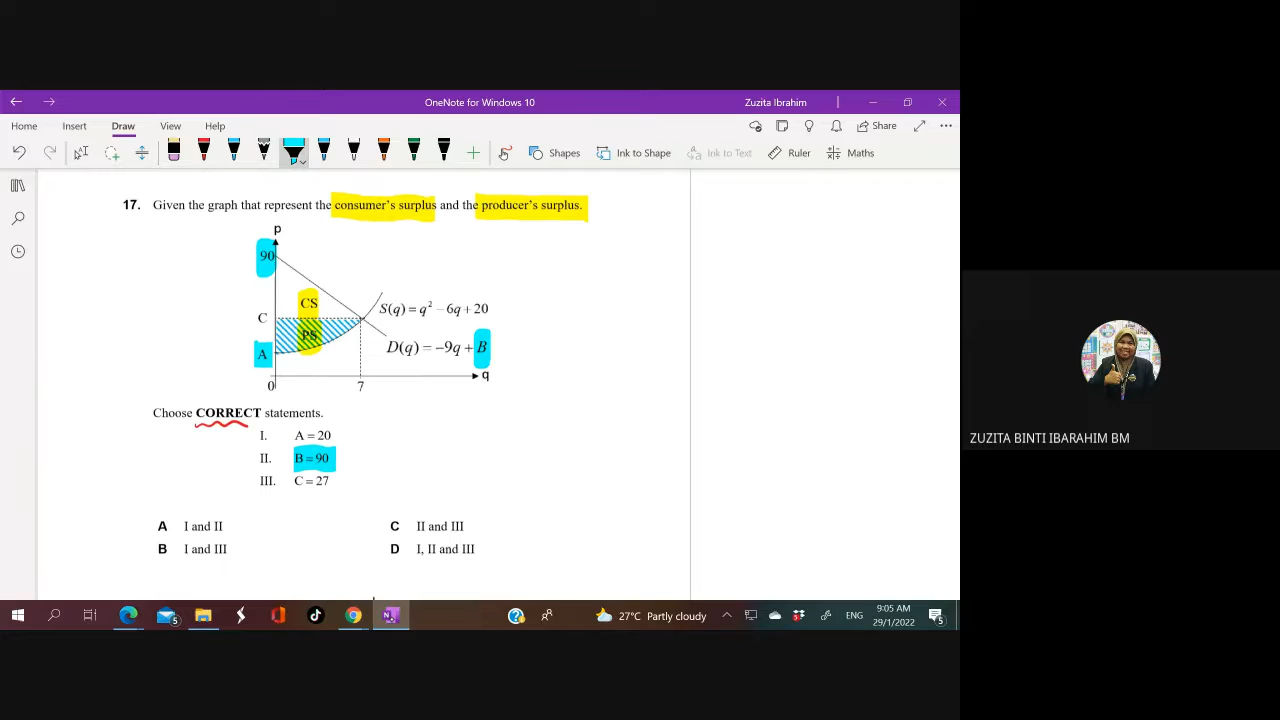 OneNote for Windows 10
Zuzita Ibrahim
Home Insert Draw View Help
Share
Shapes Ink to Shape Ink to Text Ruler Maths
17. Given the graph that represent the consumer's surplus and the producer's surplus.
p
90
CS
S(q) = q² − 6q + 20
C
PS
D(q) = −9q + B
A
q
0 7
Choose CORRECT statements.
I. A = 20
II. B = 90
III. C = 27
A I and II C II and III
B I and III D I, II and III
ZUZITA BINTI IBARAHIM BM
5 27°C Partly cloudy 5 ENG 9:05 AM
29/1/2022 5